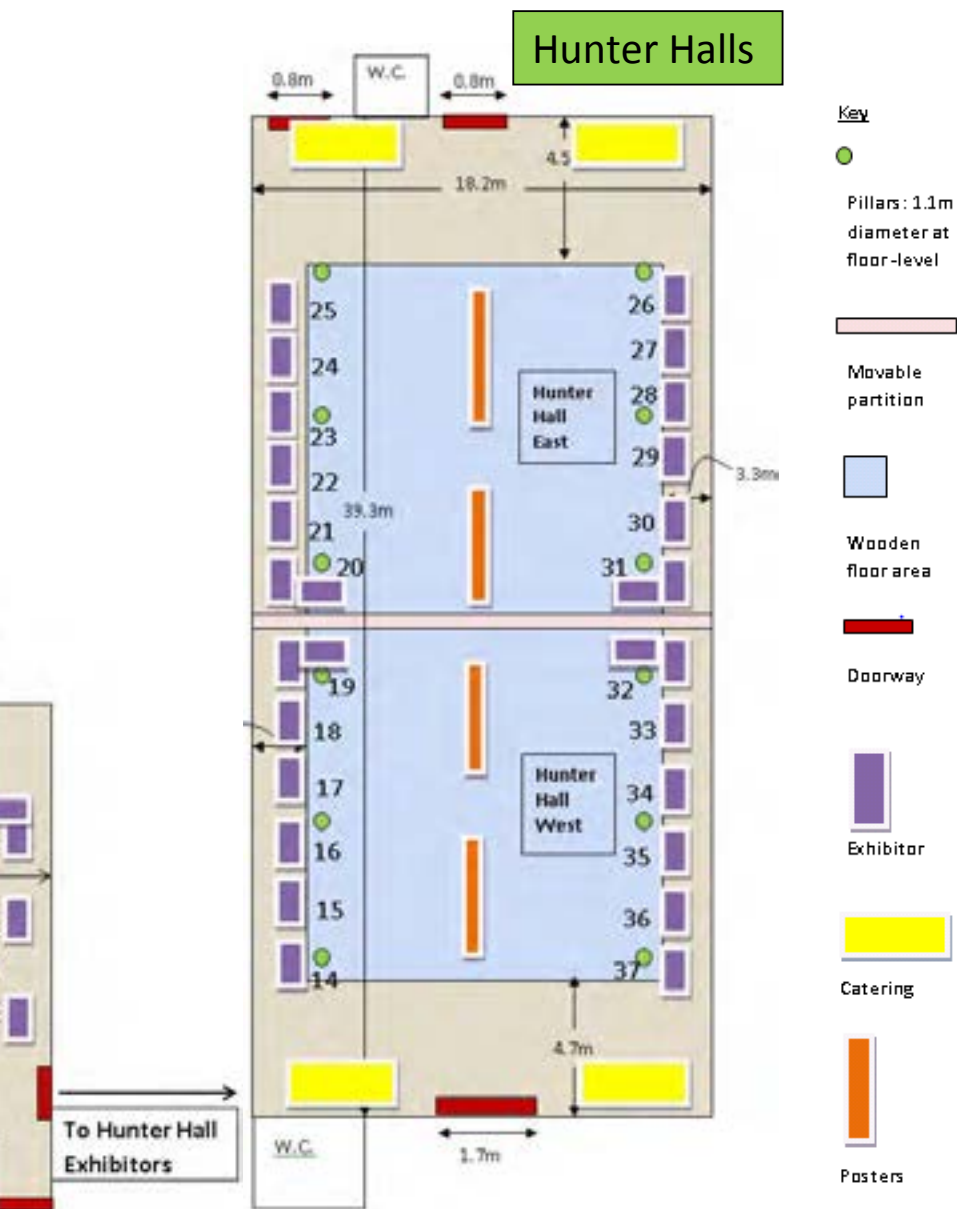 Hunter Halls
W.C.
0.8m
0.8m
4.5
18.2m
25
26
24
27
28
Hunter
Hall
East
23
29
22
3.3m
39.3m
21
30
20
31
19
32
18
33
17
Hunter
Hall
West
34
16
35
15
36
14
37
4.7m
W.C.
1.7m
To Hunter Hall
Exhibitors
Key
Pillars: 1.1m
diameter at
floor-level
Movable
partition
Wooden
floor area
Doorway
Exhibitor
Catering
Posters